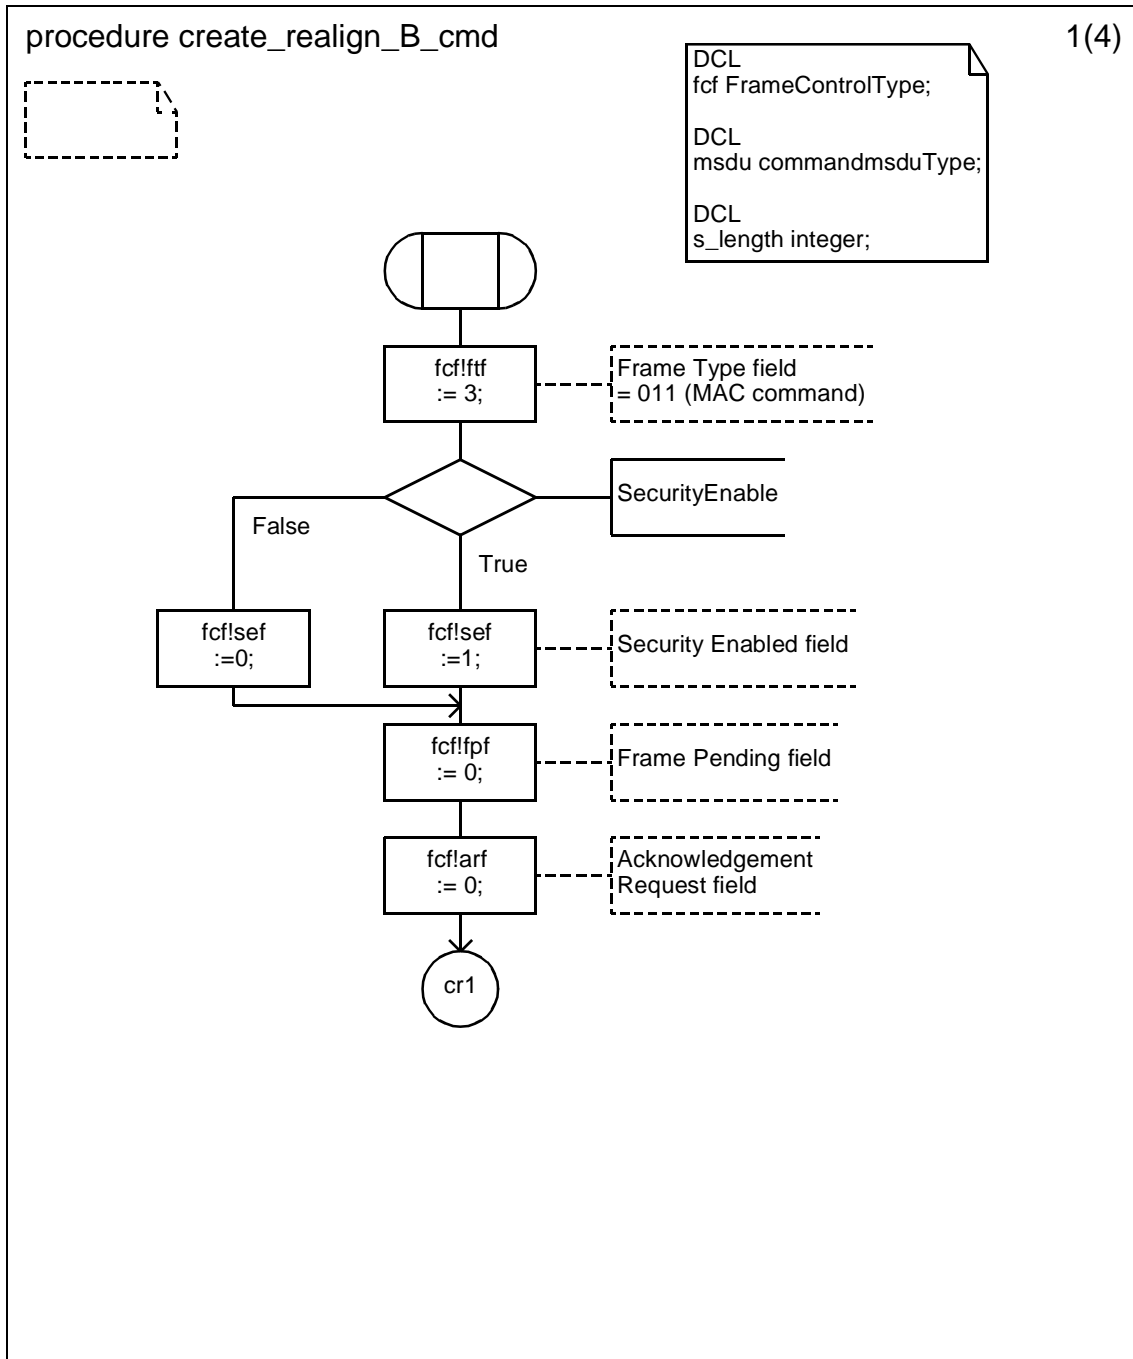 procedure create_realign_B_cmd
1(4)
DCL
fcf FrameControlType;
DCL
msdu commandmsduType;
DCL
s_length integer;
fcf!ftf
:= 3;
Frame Type field
= 011 (MAC command)
SecurityEnable
False
True
fcf!sef
:=0;
fcf!sef
:=1;
Security Enabled field
fcf!fpf
:= 0;
Frame Pending field
fcf!arf
:= 0;
Acknowledgement
Request field
cr1